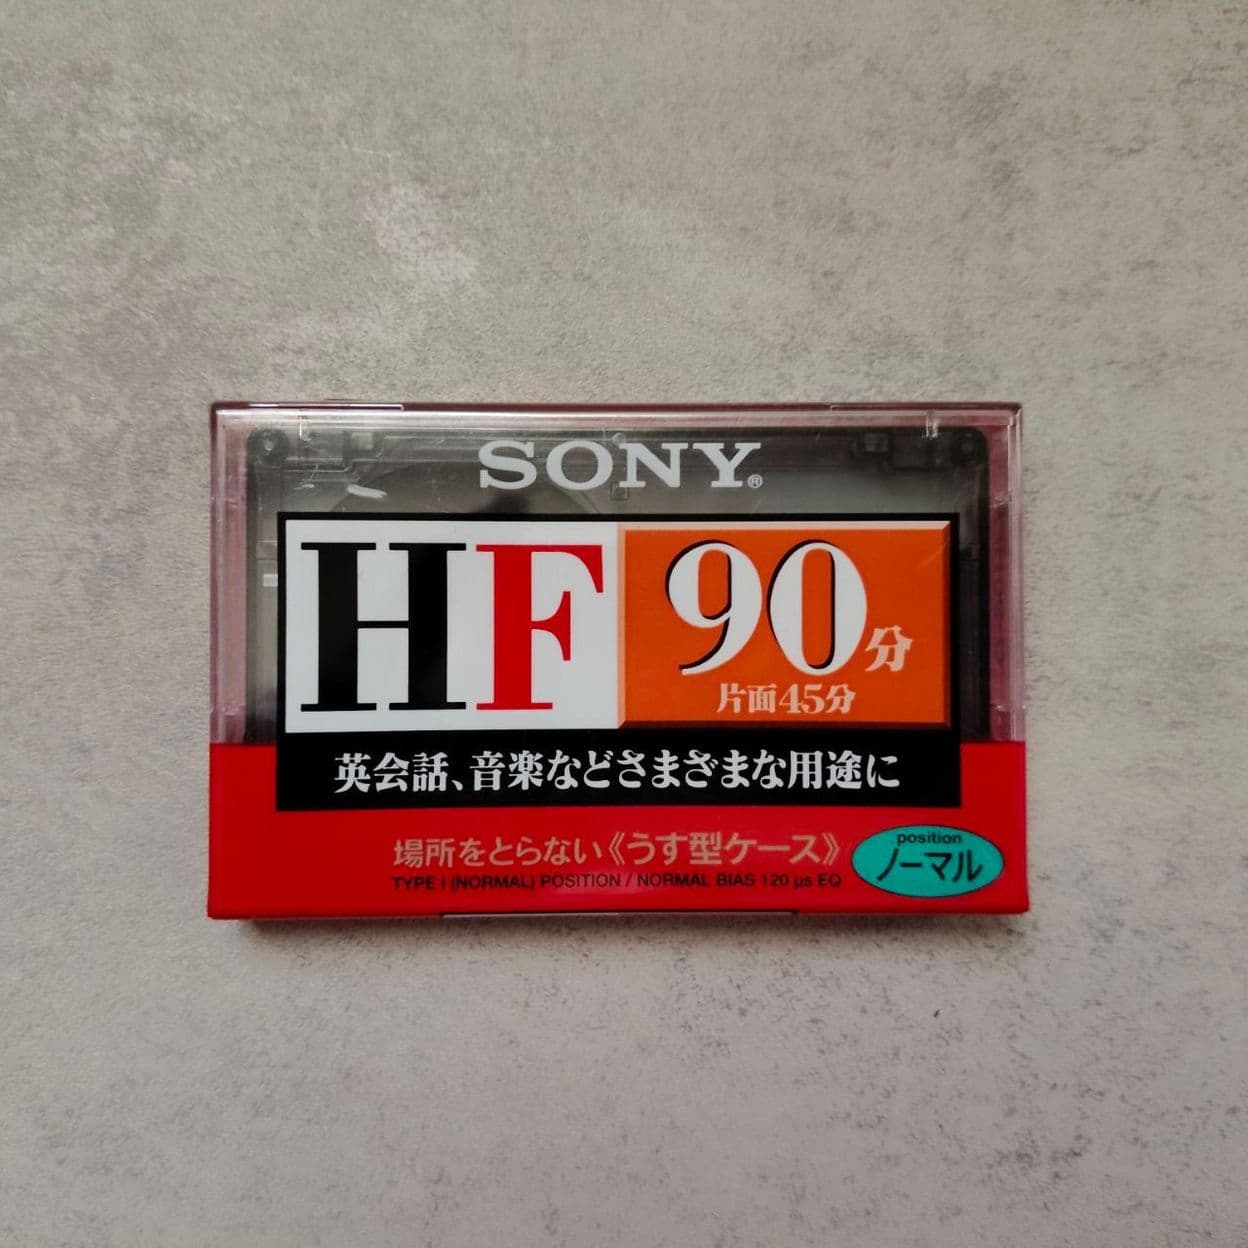 SONY®
HF 90分
片面45分
英会話、音楽などさまざまな用途に
場所をとらない《うす型ケース》
TYPE I (NORMAL) POSITION / NORMAL BIAS 120 µs EQ
position
ノーマル